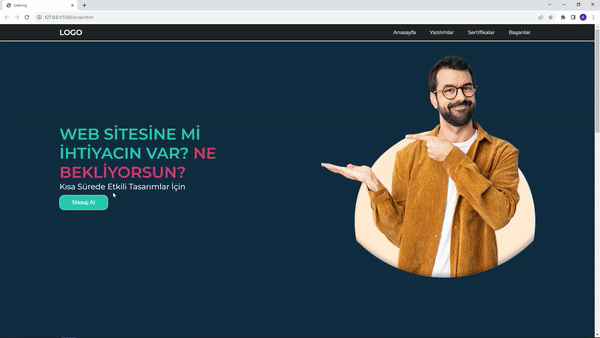 Listening
127.0.0.1:5500/proje.html
LOGO
Anasayfa Yazılımlar Sertifikalar Başarılar
WEB SİTESİNE Mİ
İHTİYACIN VAR? NE
BEKLİYORSUN?
Kısa Sürede Etkili Tasarımlar İçin
Mesaj At